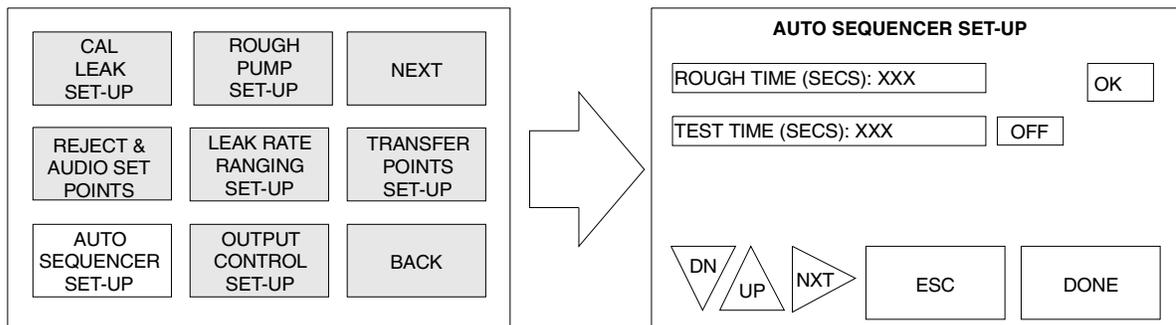 CAL
LEAK
SET-UP
ROUGH
PUMP
SET-UP
NEXT
REJECT &
AUDIO SET
POINTS
LEAK RATE
RANGING
SET-UP
TRANSFER
POINTS
SET-UP
AUTO
SEQUENCER
SET-UP
OUTPUT
CONTROL
SET-UP
BACK
AUTO SEQUENCER SET-UP
ROUGH TIME (SECS): XXX
OK
TEST TIME (SECS): XXX
OFF
DN
UP
NXT
ESC
DONE